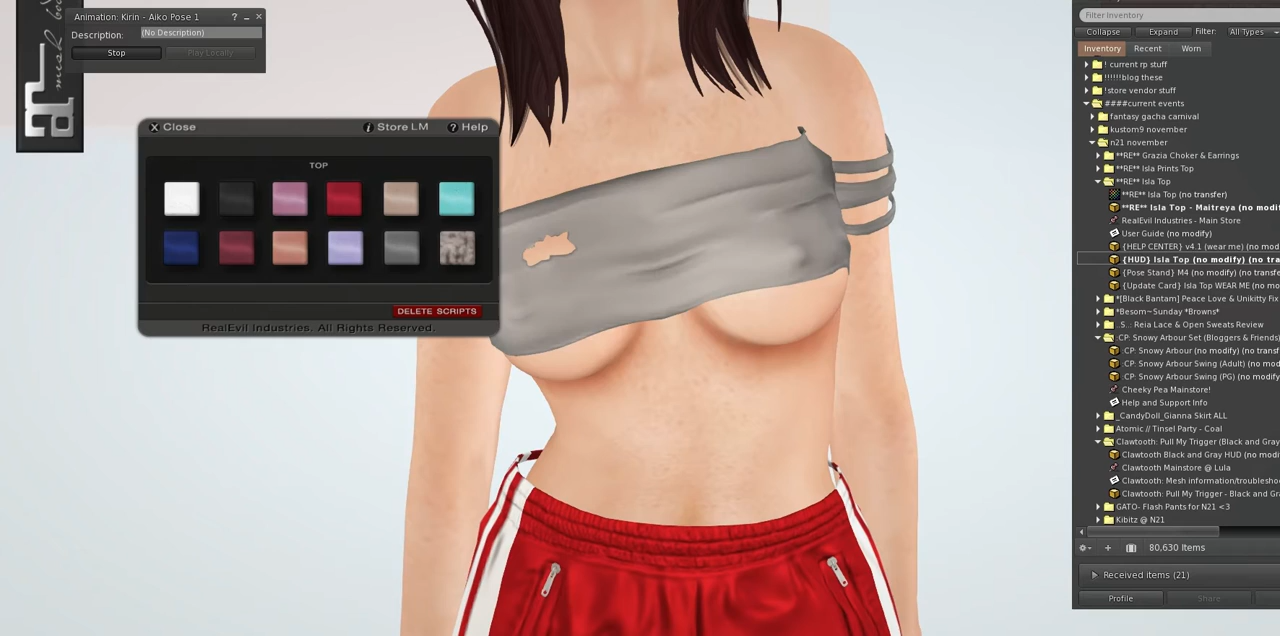 Animation: Kirin - Aiko Pose 1
Description:
(No Description)
Stop
Play Locally
mesh
X Close
Store LM
? Help
TOP
DELETE SCRIPTS
RealEvil Industries. All Rights Reserved.
Filter Inventory
Collapse
Expand
Filter:
All Types
Inventory
Recent
Worn
! current rp stuff
!!!!!!blog these
!store vendor stuff
####current events
fantasy gacha carnival
kustom9 november
n21 november
**RE** Grazia Choker & Earrings
**RE** Isla Prints Top
**RE** Isla Top
**RE** Isla Top (no transfer)
**RE** Isla Top - Maitreya (no modif
RealEvil Industries - Main Store
User Guide (no modify)
{HELP CENTER} v4.1 (wear me) (no mod
{HUD} Isla Top (no modify) (no tra
{Pose Stand} M4 (no modify) (no transfe
{Update Card} Isla Top WEAR ME (no mo
*[Black Bantam] Peace Love & Unikitty Fix
*Besom~Sunday *Browns*
..S..: Reia Lace & Open Sweats Review
:CP: Snowy Arbour Set (Bloggers & Friends)
:CP: Snowy Arbour (no modify) (no transf
:CP: Snowy Arbour Swing (Adult) (no mod
:CP: Snowy Arbour Swing (PG) (no modify
Cheeky Pea Mainstore!
Help and Support Info
_CandyDoll_Gianna Skirt ALL
Atomic // Tinsel Party - Coal
Clawtooth: Pull My Trigger (Black and Gray
Clawtooth Black and Gray HUD (no modi
Clawtooth Mainstore @ Lula
Clawtooth: Mesh information/troublesho
Clawtooth: Pull My Trigger - Black and Gra
GATO- Flash Pants for N21 <3
Kibitz @ N21
80,630 Items
Received items (21)
Profile
Share